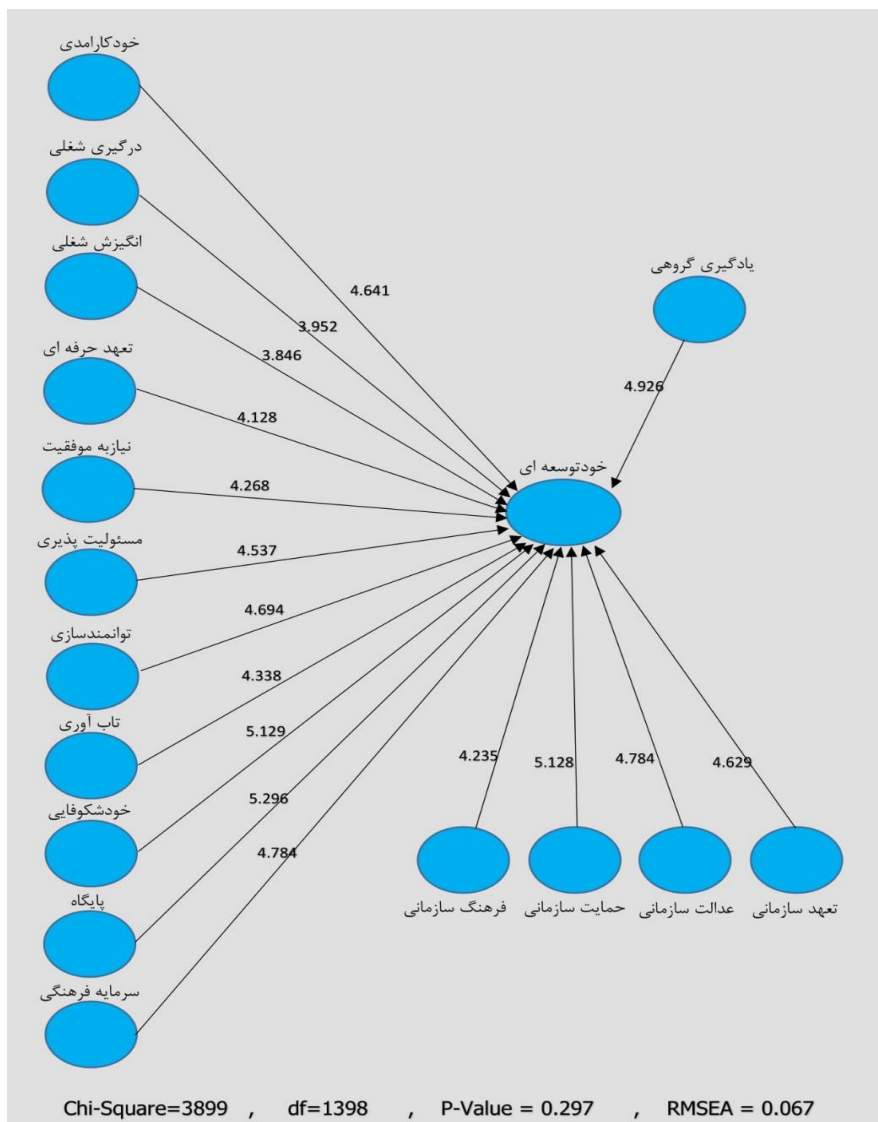 خودکارامدی
درگیری شغلی
انگیزش شغلی
تعهد حرفه ای
نیازبه موفقیت
مسئولیت پذیری
توانمندسازی
تاب آوری
خودشکوفایی
پایگاه
سرمایه فرهنگی
4.641
3.952
3.846
4.128
4.268
4.537
4.694
4.338
5.129
5.296
4.784
یادگیری گروهی
4.926
خودتوسعه ای
4.235
5.128
4.784
4.629
فرهنگ سازمانی
حمایت سازمانی
عدالت سازمانی
تعهد سازمانی
Chi-Square=3899 , df=1398 , P-Value = 0.297 , RMSEA = 0.067